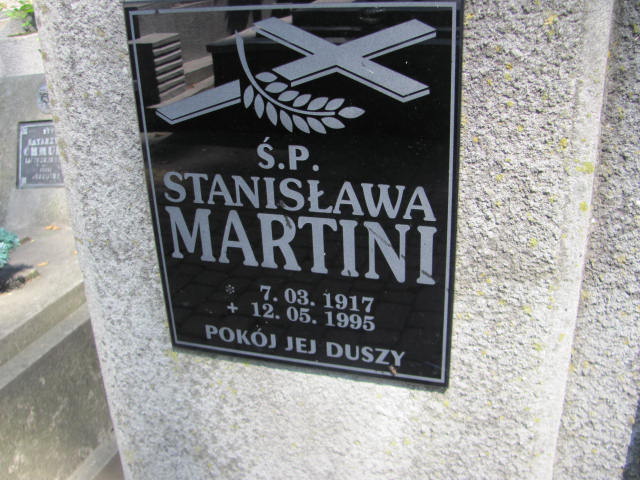 Ś.P.
STANISŁAWA
MARTINI
* 7. 03. 1917
+ 12. 05. 1995
POKÓJ JEJ DUSZY